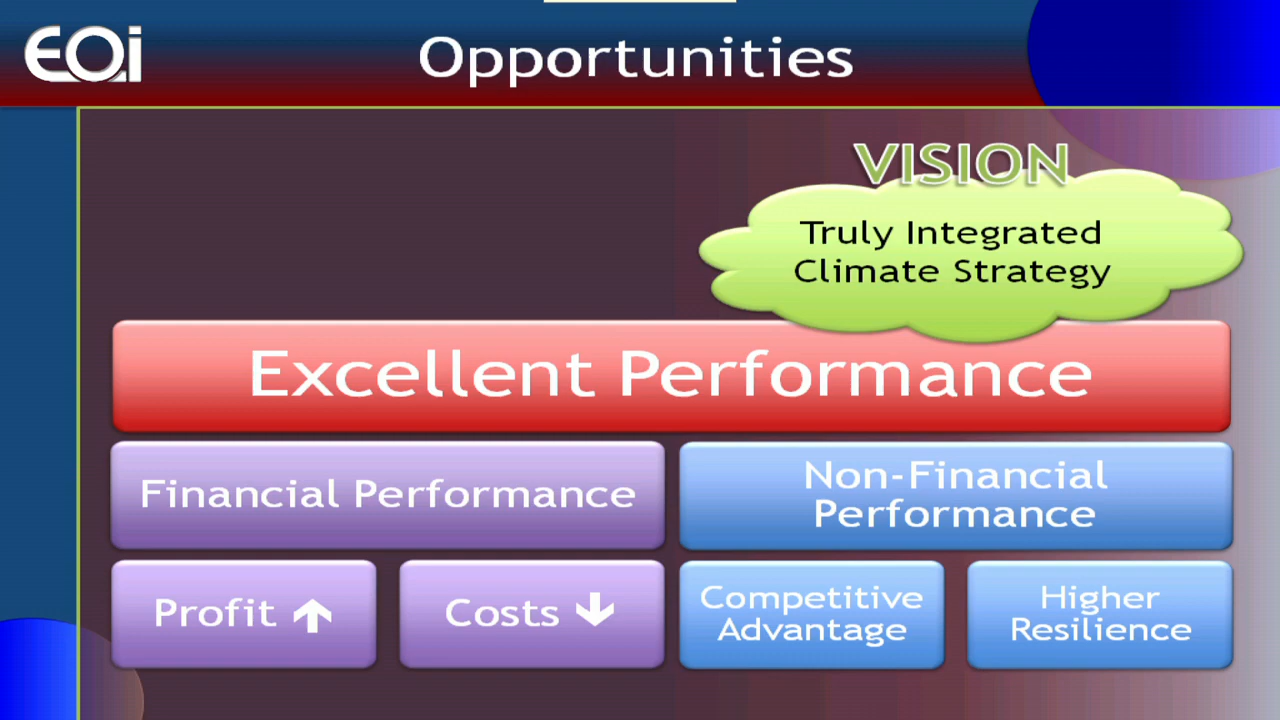 EQi
Opportunities
VISION
Truly Integrated
Climate Strategy
Excellent Performance
Financial Performance
Non-Financial
Performance
Profit
Costs
Competitive
Advantage
Higher
Resilience